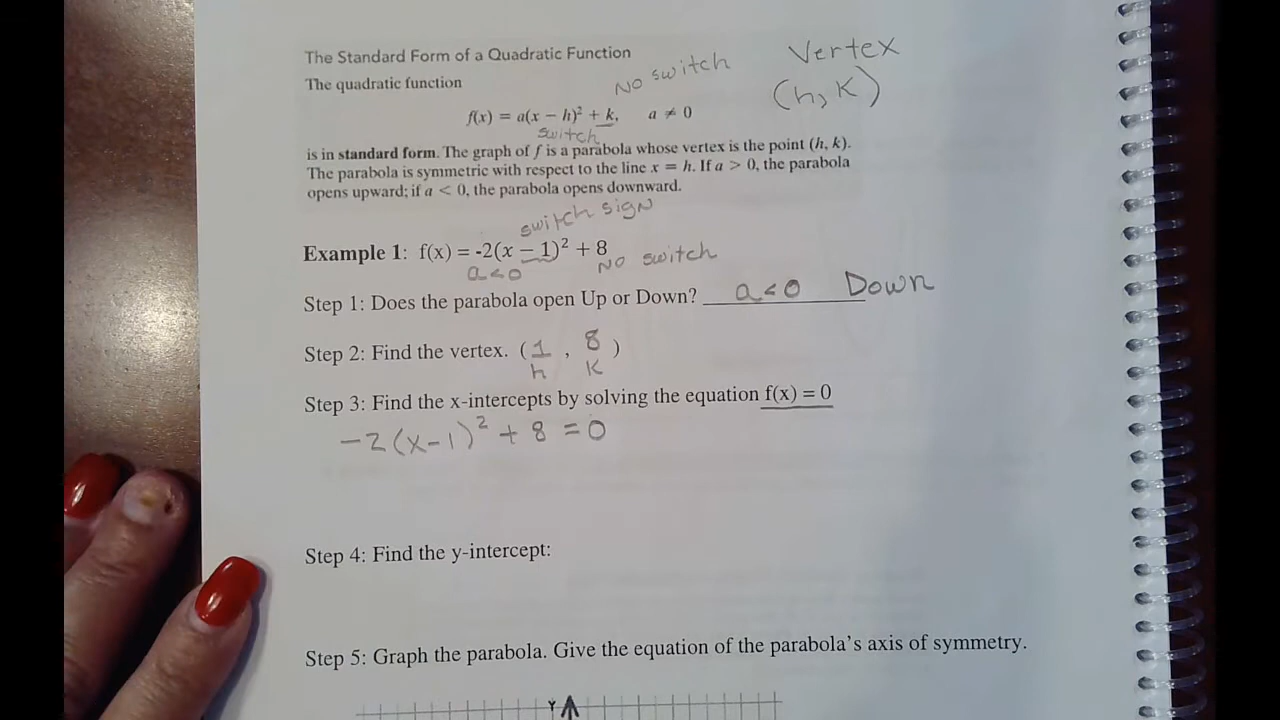 The Standard Form of a Quadratic Function
Vertex
The quadratic function
No switch
(h, K)
f(x) = a(x − h)² + k, a ≠ 0
switch
is in standard form. The graph of f is a parabola whose vertex is the point (h, k).
The parabola is symmetric with respect to the line x = h. If a > 0, the parabola
opens upward; if a < 0, the parabola opens downward.
switch sign
Example 1: f(x) = -2(x − 1)² + 8
a<0
No switch
Step 1: Does the parabola open Up or Down? a<0 Down
Step 2: Find the vertex. (1, 8)
h K
Step 3: Find the x-intercepts by solving the equation f(x) = 0
-2(x-1)² + 8 = 0
Step 4: Find the y-intercept:
Step 5: Graph the parabola. Give the equation of the parabola's axis of symmetry.
Y